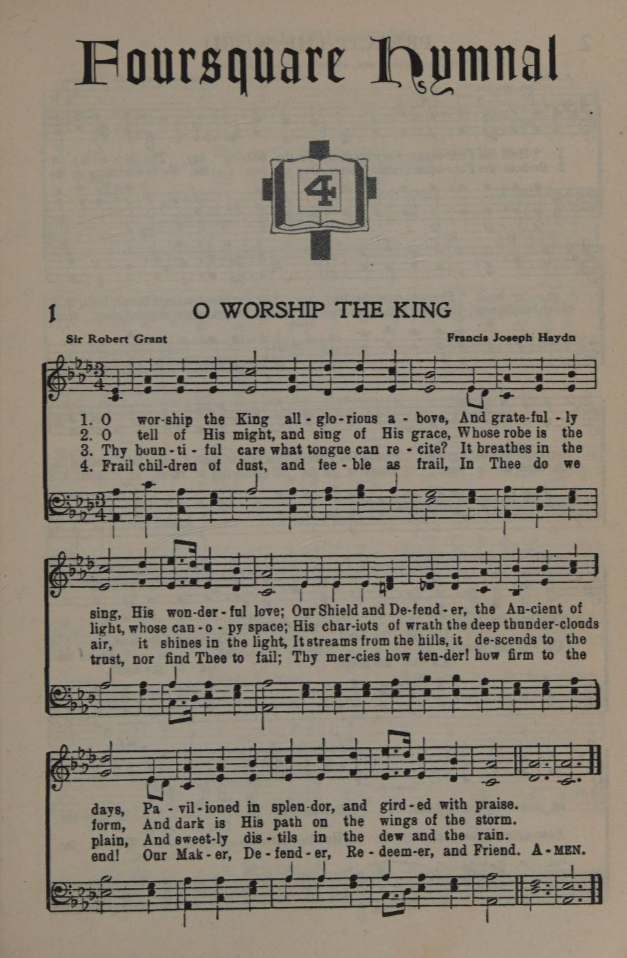 Foursquare Hymnal
4
1 O WORSHIP THE KING
Sir Robert Grant Francis Joseph Haydn
1. O wor-ship the King all-glo-rious a-bove, And grate-ful-ly
2. O tell of His might, and sing of His grace, Whose robe is the
3. Thy boun-ti-ful care what tongue can re-cite? It breathes in the
4. Frail chil-dren of dust, and fee-ble as frail, In Thee do we
sing, His won-der-ful love; Our Shield and De-fend-er, the An-cient of
light, whose can-o-py space; His char-iots of wrath the deep thunder-clouds
air, it shines in the light, It streams from the hills, it de-scends to the
trust, nor find Thee to fail; Thy mer-cies how ten-der! how firm to the
days, Pa-vil-ioned in splen-dor, and gird-ed with praise.
form, And dark is His path on the wings of the storm.
plain, And sweet-ly dis-tils in the dew and the rain.
end! Our Mak-er, De-fend-er, Re-deem-er, and Friend. A-MEN.